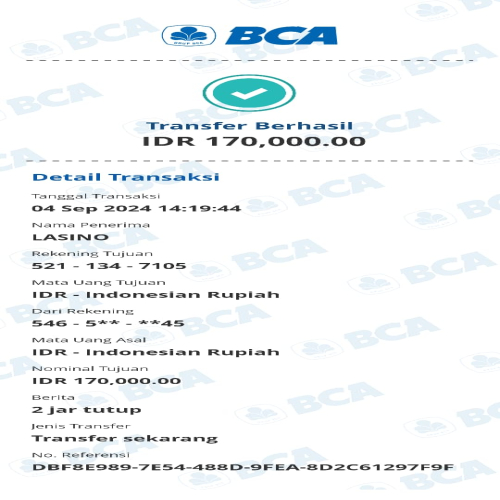 BCA
Transfer Berhasil
IDR 170,000.00
Detail Transaksi
Tanggal Transaksi
04 Sep 2024 14:19:44
Nama Penerima
LASINO
Rekening Tujuan
521 - 134 - 7105
Mata Uang Tujuan
IDR - Indonesian Rupiah
Dari Rekening
546 - 5** - **45
Mata Uang Asal
IDR - Indonesian Rupiah
Nominal Tujuan
IDR 170,000.00
Berita
2 jar tutup
Jenis Transfer
Transfer sekarang
No. Referensi
DBF8E989-7E54-488D-9FEA-8D2C61297F9F